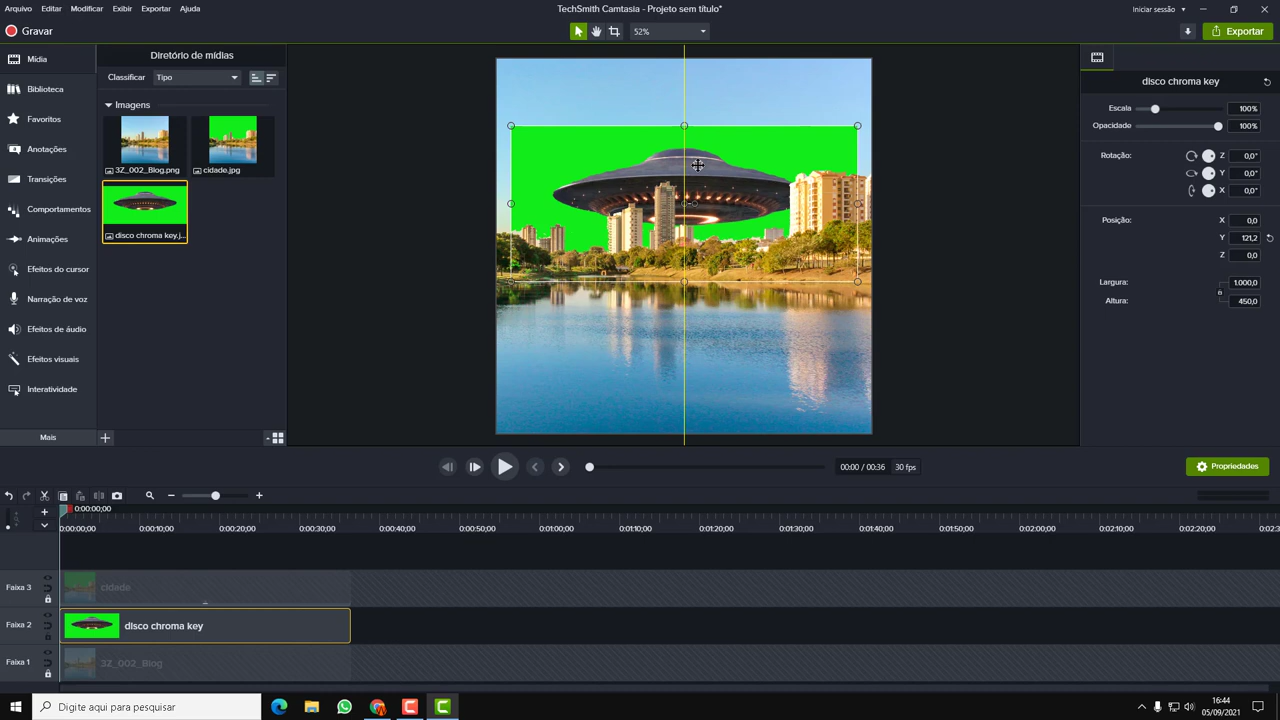 Arquivo Editar Modificar Exibir Exportar Ajuda
TechSmith Camtasia - Projeto sem título*
Iniciar sessão
Gravar
52%
Exportar
Mídia
Biblioteca
Favoritos
Anotações
Transições
Comportamentos
Animações
Efeitos do cursor
Narração de voz
Efeitos de áudio
Efeitos visuais
Interatividade
Mais
Diretório de mídias
Classificar Tipo
Imagens
3Z_002_Blog.png
cidade.jpg
disco chroma key.j...
disco chroma key
Escala 100%
Opacidade 100%
Rotação: Z 0,0°
Y 0,0°
X 0,0°
Posição: X 0,0
Y 121,2
Z 0,0
Largura: 1.000,0
Altura: 450,0
00:00 / 00:36 30 fps
Propriedades
0:00:00;00
0:00:00;00 0:00:10;00 0:00:20;00 0:00:30;00 0:00:40;00 0:00:50;00 0:01:00;00 0:01:10;00 0:01:20;00 0:01:30;00 0:01:40;00 0:01:50;00 0:02:00;00 0:02:10;00 0:02:20;00 0:02:3
Faixa 3 cidade
Faixa 2 disco chroma key
Faixa 1 3Z_002_Blog
Digite aqui para pesquisar
16:44
05/09/2021